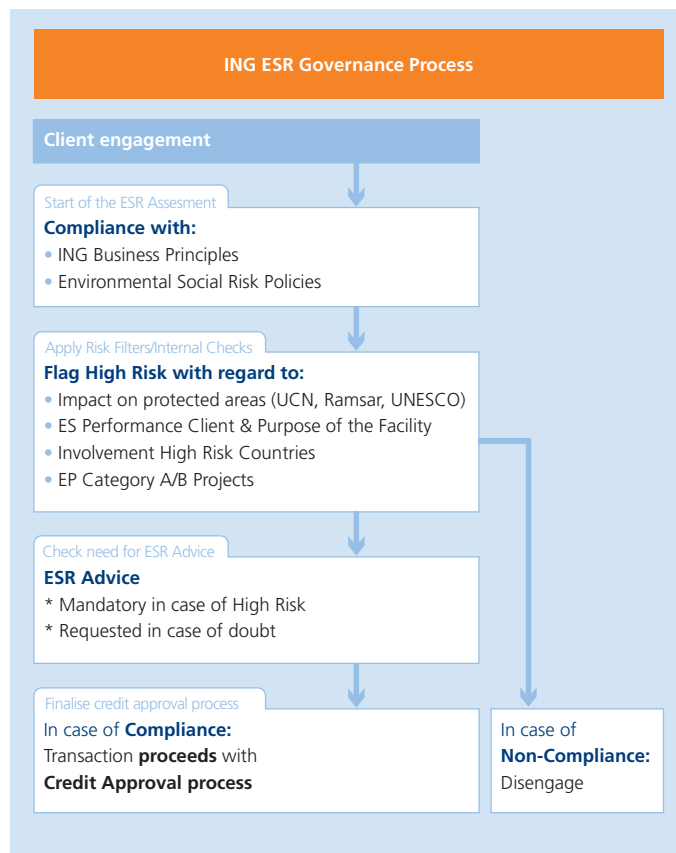 ING ESR Governance Process
Client engagement
Start of the ESR Assesment
Compliance with:
• ING Business Principles
• Environmental Social Risk Policies
Apply Risk Filters/Internal Checks
Flag High Risk with regard to:
• Impact on protected areas (UCN, Ramsar, UNESCO)
• ES Performance Client & Purpose of the Facility
• Involvement High Risk Countries
• EP Category A/B Projects
Check need for ESR Advice
ESR Advice
* Mandatory in case of High Risk
* Requested in case of doubt
Finalise credit approval process
In case of Compliance:
Transaction proceeds with
Credit Approval process
In case of
Non-Compliance:
Disengage